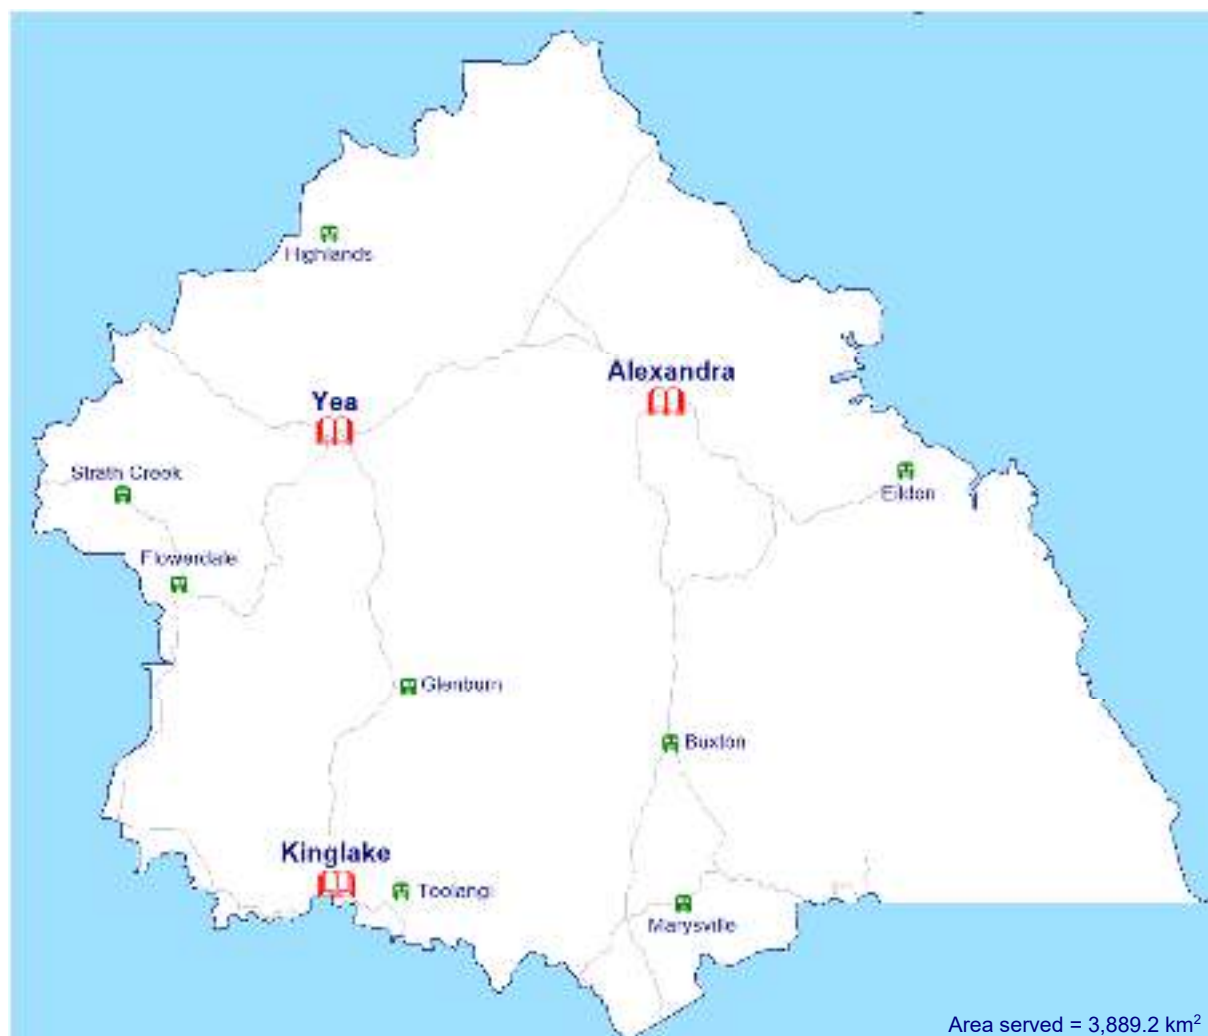 Highlands
Alexandra
Yea
Strath Creek
Eildon
Flowerdale
Glenburn
Buxton
Kinglake
Toolangi
Marysville
Area served = 3,889.2 km²